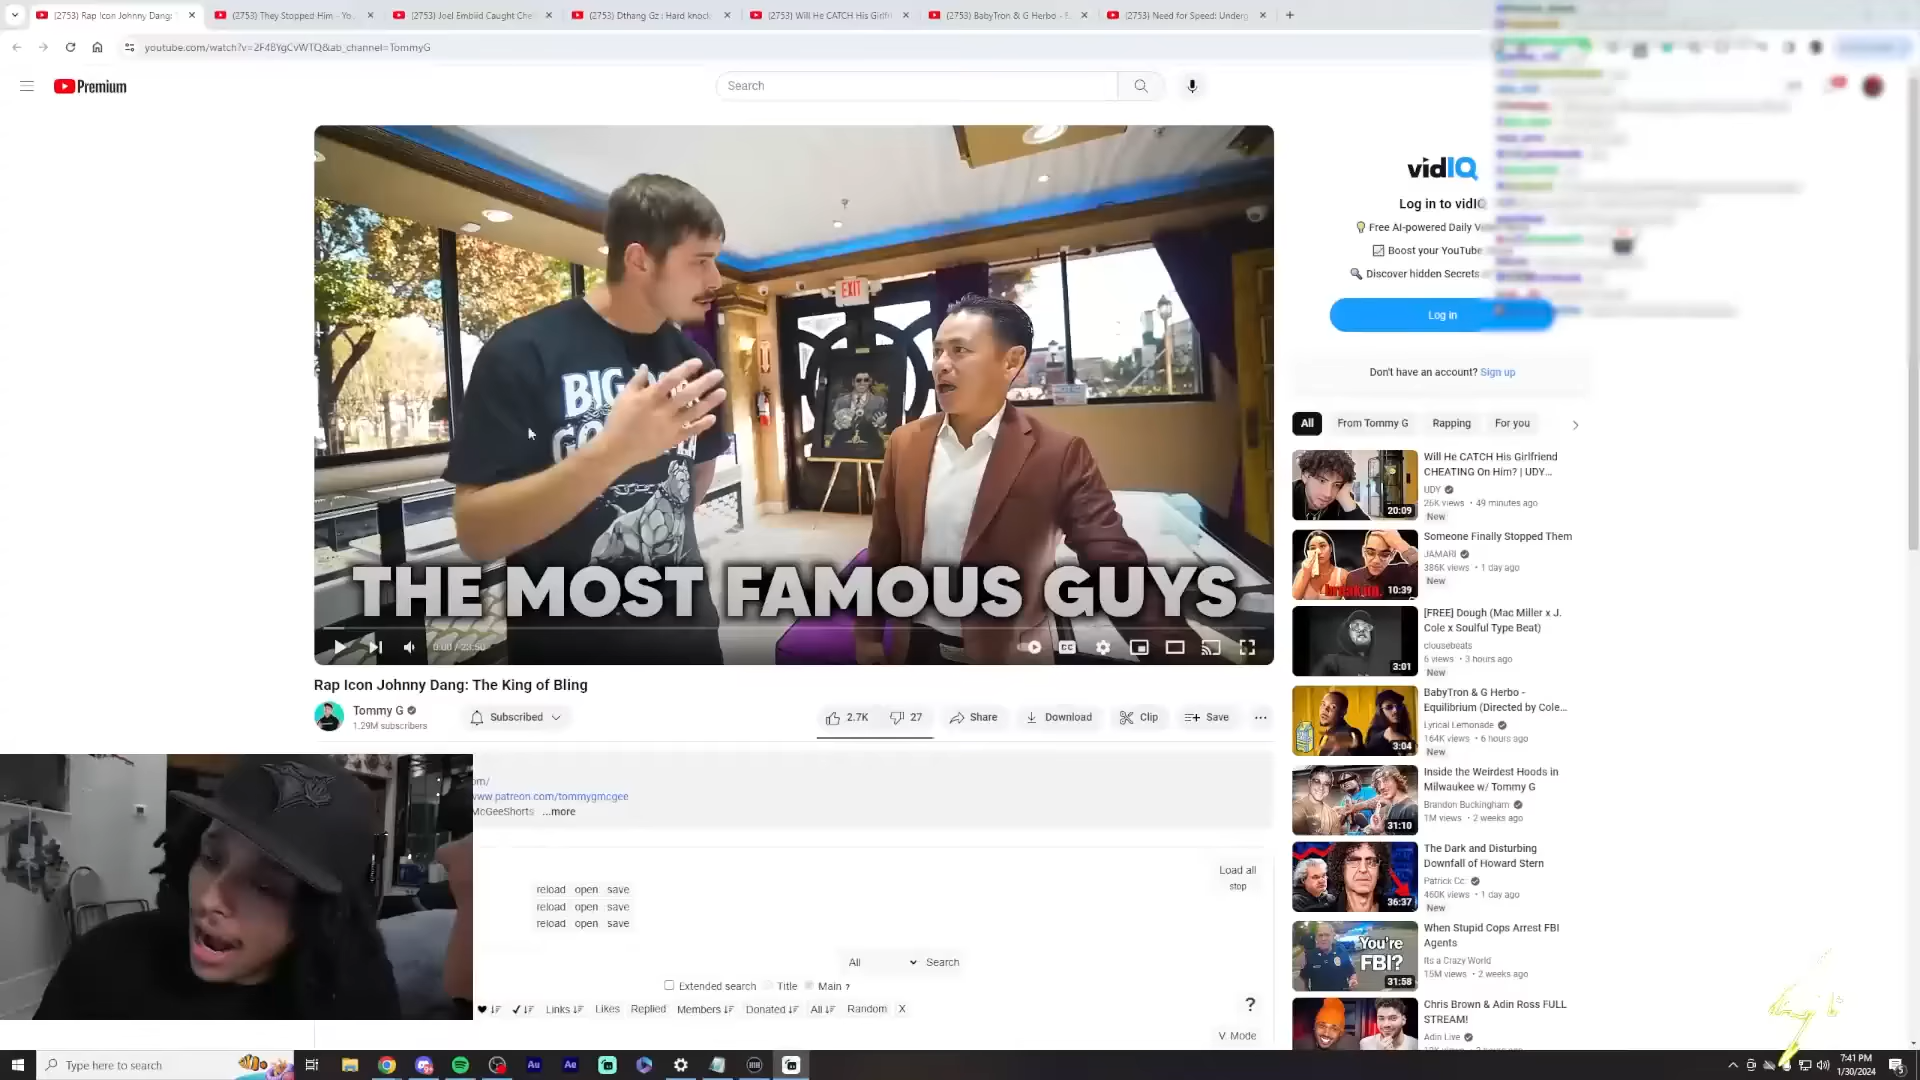 (2753) Rap Icon Johnny Dang:
(2753) They Stopped Him - Yo
(2753) Joel Embiid Caught Che
(2753) Dthang Gz : Hard knock
(2753) Will He CATCH His Girlfri
(2753) BabyTron & G Herbo - E
(2753) Need for Speed: Underg
youtube.com/watch?v=2F4BYgCvWTQ&ab_channel=TommyG
Premium
Search
EXIT
BIG
THE MOST FAMOUS GUYS
0:00 / 23:50
CC
Rap Icon Johnny Dang: The King of Bling
Tommy G
1.29M subscribers
Subscribed
2.7K
27
Share
Download
Clip
Save
om/
www.patreon.com/tommygmcgee
McGeeShorts ...more
Load all
stop
reload open save
reload open save
reload open save
All
Search
Extended search Title Main ?
Links Likes Replied Members Donated All Random X
?
V Mode
vidIQ
Log in to vidIQ
Free AI-powered Daily
Boost your YouTube
Discover hidden Secrets
Log in
Don't have an account? Sign up
All
From Tommy G
Rapping
For you
Will He CATCH His Girlfriend
CHEATING On Him? | UDY...
UDY
25K views • 49 minutes ago
New
20:09
Someone Finally Stopped Them
JAMARI
386K views • 1 day ago
New
10:39
[FREE] Dough (Mac Miller x J.
Cole x Soulful Type Beat)
clousebeats
6 views • 3 hours ago
New
3:01
BabyTron & G Herbo -
Equilibrium (Directed by Cole...
Lyrical Lemonade
164K views • 6 hours ago
New
3:04
Inside the Weirdest Hoods in
Milwaukee w/ Tommy G
Brandon Buckingham
1M views • 2 weeks ago
31:10
The Dark and Disturbing
Downfall of Howard Stern
Patrick Cc:
460K views • 1 day ago
New
36:37
When Stupid Cops Arrest FBI
Agents
Its a Crazy World
15M views • 2 weeks ago
You're
FBI?
31:58
Chris Brown & Adin Ross FULL
STREAM!
Adin Live
Type here to search
Au
Ae
7:41 PM
1/30/2024